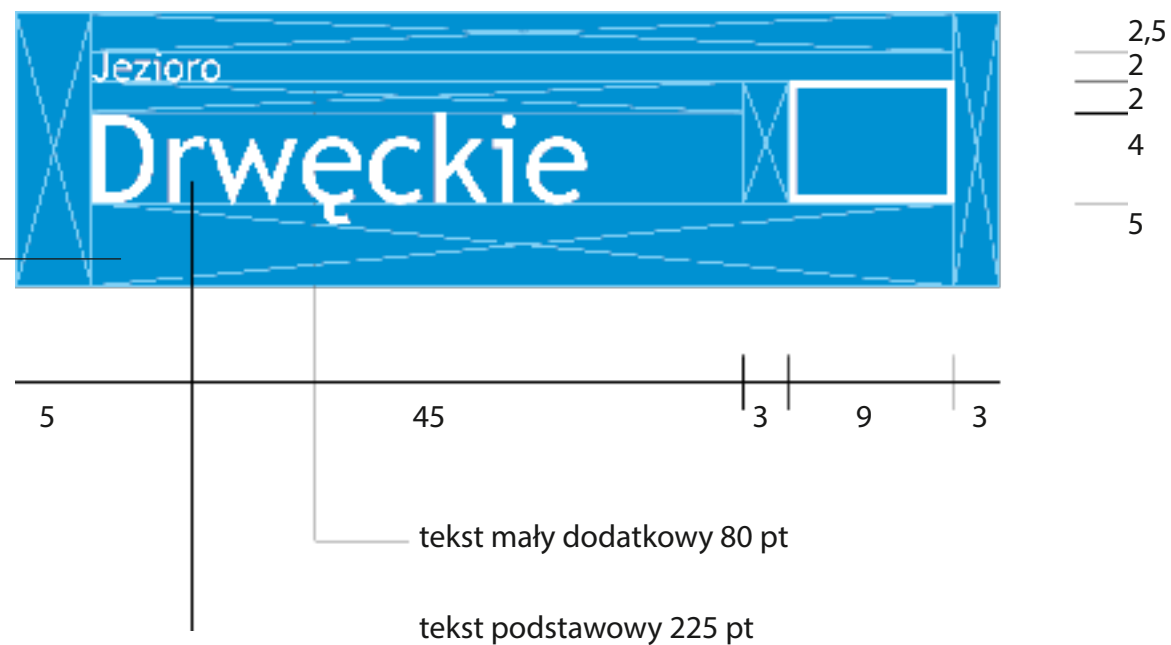 2,5
Jezioro
2
2
Drwęckie
4
5
5 45 3 9 3
tekst mały dodatkowy 80 pt
tekst podstawowy 225 pt